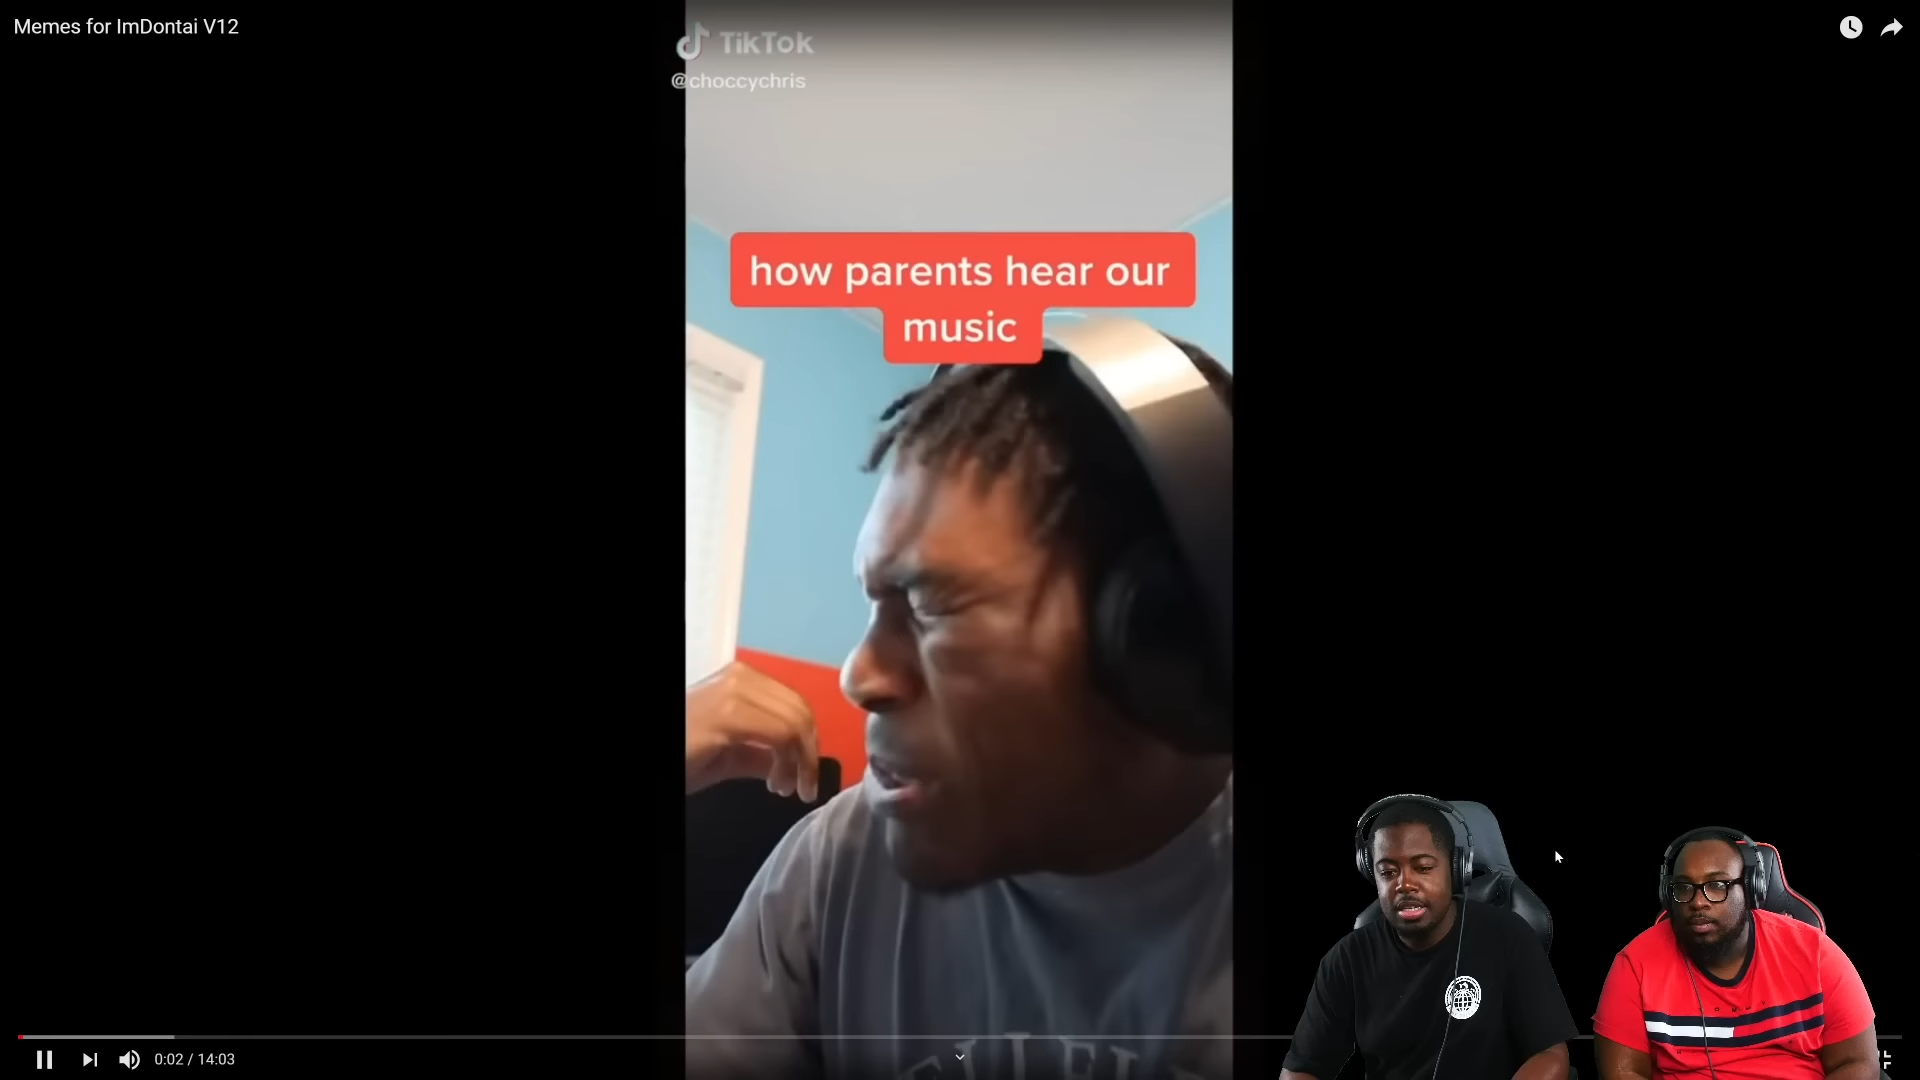 Memes for ImDontai V12
TikTok
@choccychris
how parents hear our
music
0:02 / 14:03